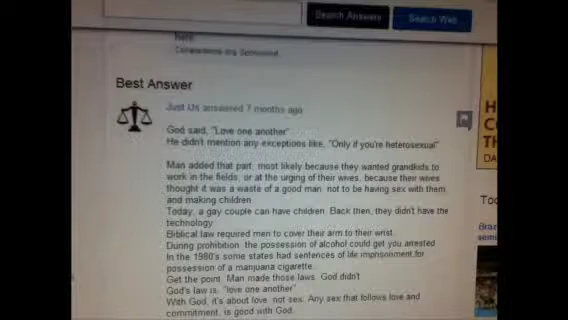 Search Answers
Search Web
Best Answer
Just Us answered 7 months ago
God said, "Love one another"
He didn't mention any exceptions like, "Only if you're heterosexual"
Man added that part, most likely because they wanted grandkids to
work in the fields, or at the urging of their wives, because their wives
thought it was a waste of a good man, not to be having sex with them
and making children.
Today, a gay couple can have children. Back then, they didn't have the
technology.
Biblical law required men to cover their arm to their wrist.
During prohibition, the possession of alcohol could get you arrested.
In the 1980's some states had sentences of life imprisonment for
possession of a marijuana cigarette.
Get the point. Man made those laws. God didn't.
God's law is, "love one another"
With God, it's about love, not sex. Any sex that follows love and
commitment, is good with God.